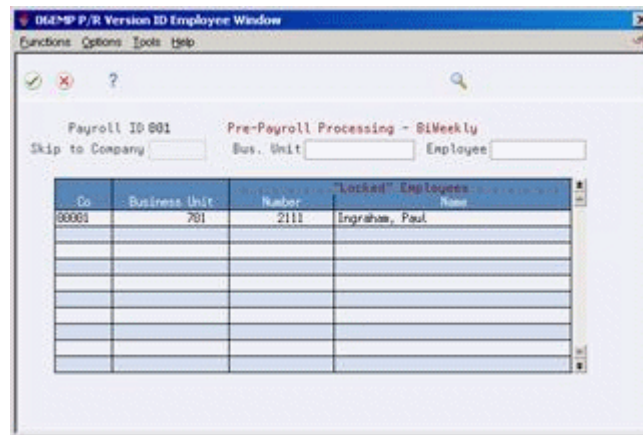 06EMP P/R Version ID Employee Window
Functions Options Tools Help
?
Payroll ID 001 Pre-Payroll Processing - BiWeekly
Skip to Company Bus. Unit Employee
"Locked" Employees
Co Business Unit Number Name
00001 701 2111 Ingraham, Paul